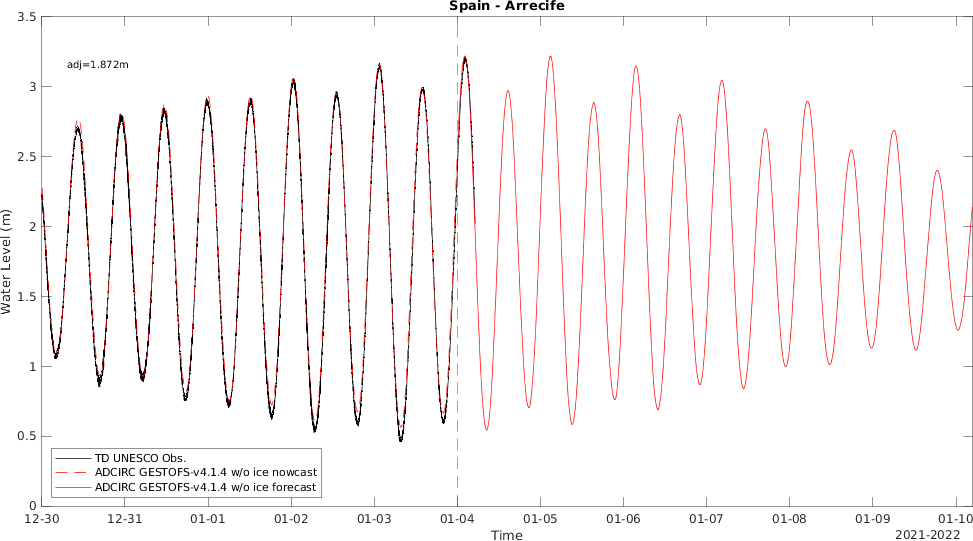 Spain - Arrecife
3.5
adj=1.872m
3
2.5
2
Water Level (m)
1.5
1
0.5
TD UNESCO Obs.
ADCIRC GESTOFS-v4.1.4 w/o ice nowcast
ADCIRC GESTOFS-v4.1.4 w/o ice forecast
0
12-30 12-31 01-01 01-02 01-03 01-04 01-05 01-06 01-07 01-08 01-09 01-10
Time
2021-2022